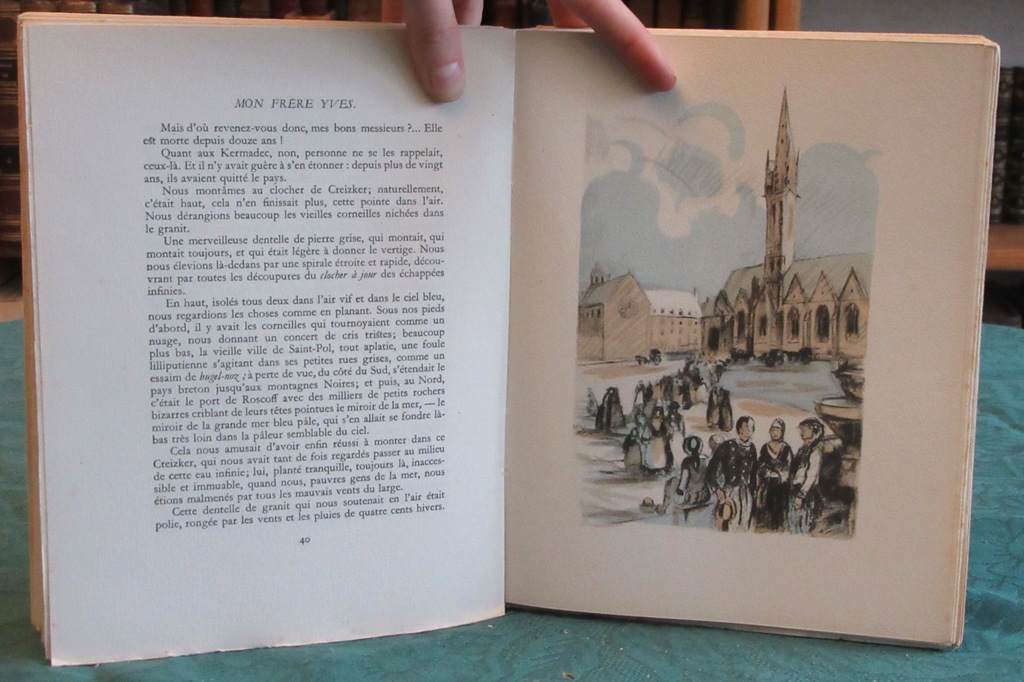 MON FRÈRE YVES.
Mais d'où revenez-vous donc, mes bons messieurs ?... Elle
est morte depuis douze ans !
Quant aux Kermadec, non, personne ne se les rappelait,
ceux-là. Et il n'y avait guère à s'en étonner : depuis plus de vingt
ans, ils avaient quitté le pays.
Nous montâmes au clocher de Creizker; naturellement,
c'était haut, cela n'en finissait plus, cette pointe dans l'air.
Nous dérangions beaucoup les vieilles corneilles nichées dans
le granit.
Une merveilleuse dentelle de pierre grise, qui montait, qui
montait toujours, et qui était légère à donner le vertige. Nous
nous élevions là-dedans par une spirale étroite et rapide, décou-
vrant par toutes les découpures du clocher à jour des échappées
infinies.
En haut, isolés tous deux dans l'air vif et dans le ciel bleu,
nous regardions les choses comme en planant. Sous nos pieds
d'abord, il y avait les corneilles qui tournoyaient comme un
nuage, nous donnant un concert de cris tristes; beaucoup
plus bas, la vieille ville de Saint-Pol, tout aplatie, une foule
lilliputienne s'agitant dans ses petites rues grises, comme un
essaim de bugel-noz ; à perte de vue, du côté du Sud, s'étendait le
pays breton jusqu'aux montagnes Noires; et puis, au Nord,
c'était le port de Roscoff avec des milliers de petits rochers
bizarres criblant de leurs têtes pointues le miroir de la mer, — le
miroir de la grande mer bleu pâle, qui s'en allait se fondre là-
bas très loin dans la pâleur semblable du ciel.
Cela nous amusait d'avoir enfin réussi à monter dans ce
Creizker, qui nous avait tant de fois regardés passer au milieu
de cette eau infinie; lui, planté tranquille, toujours là, inacces-
sible et immuable, quand nous, pauvres gens de la mer, nous
étions malmenés par tous les mauvais vents du large.
Cette dentelle de granit qui nous soutenait en l'air était
polie, rongée par les vents et les pluies de quatre cents hivers.
40